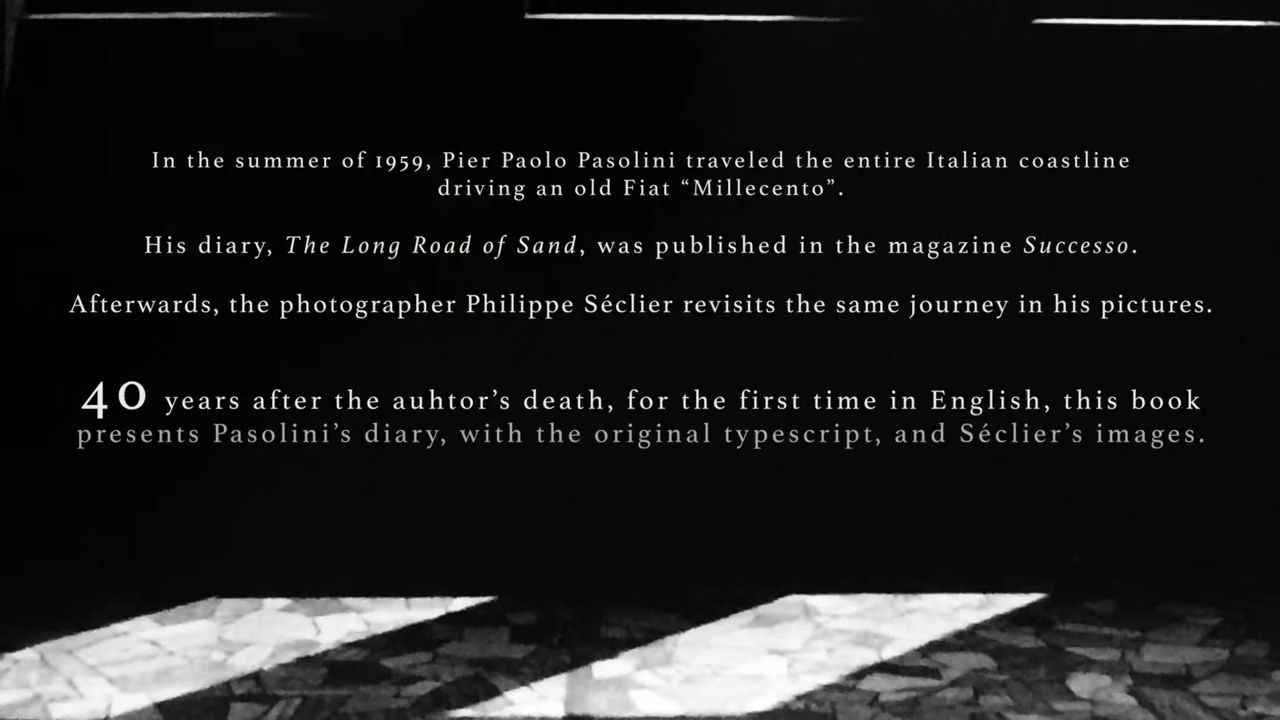 In the summer of 1959, Pier Paolo Pasolini traveled the entire Italian coastline
driving an old Fiat “Millecento”.
His diary, The Long Road of Sand, was published in the magazine Successo.
Afterwards, the photographer Philippe Séclier revisits the same journey in his pictures.
40 years after the auhtor’s death, for the first time in English, this book
presents Pasolini’s diary, with the original typescript, and Séclier’s images.